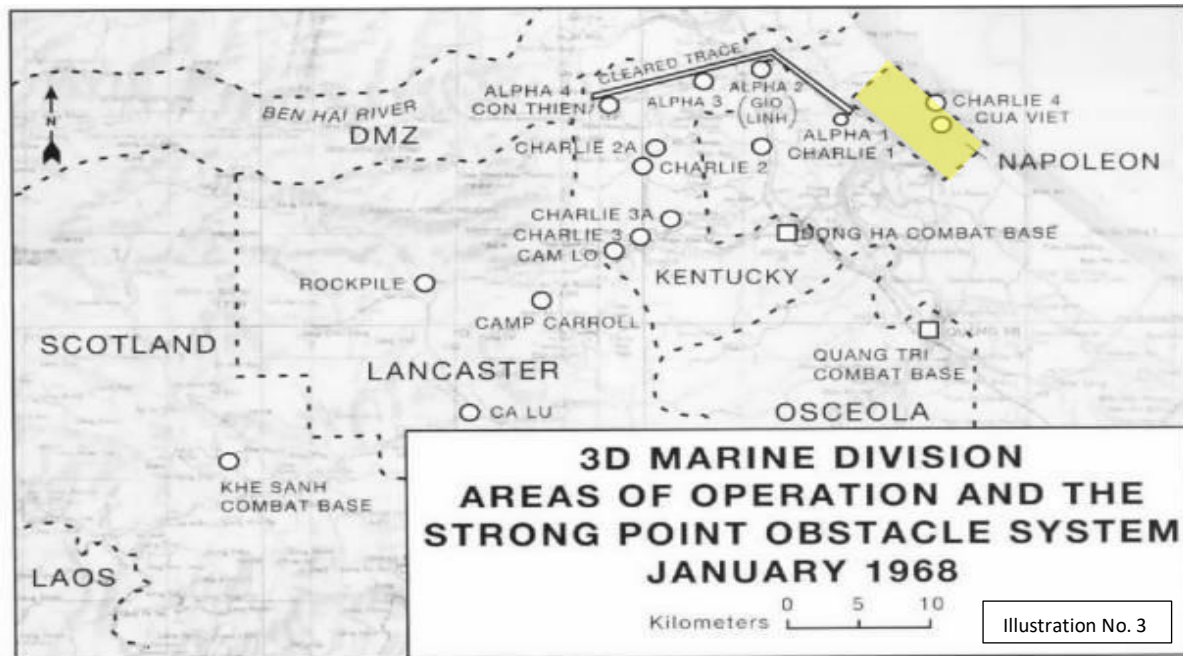 CLEARED TRACE
ALPHA 4
CON THIEN
ALPHA 3
ALPHA 2
(GIO
LINH)
CHARLIE 4
CUA VIET
N
BEN HAI RIVER
DMZ
ALPHA 1
CHARLIE 1
NAPOLEON
CHARLIE 2A
CHARLIE 2
CHARLIE 3A
CHARLIE 3
CAM LO
DONG HA COMBAT BASE
KENTUCKY
ROCKPILE
CAMP CARROLL
SCOTLAND
LANCASTER
QUANG TRI
QUANG TRI
COMBAT BASE
CA LU
OSCEOLA
KHE SANH
COMBAT BASE
LAOS
3D MARINE DIVISION
AREAS OF OPERATION AND THE
STRONG POINT OBSTACLE SYSTEM
JANUARY 1968
Kilometers 0 5 10
Illustration No. 3